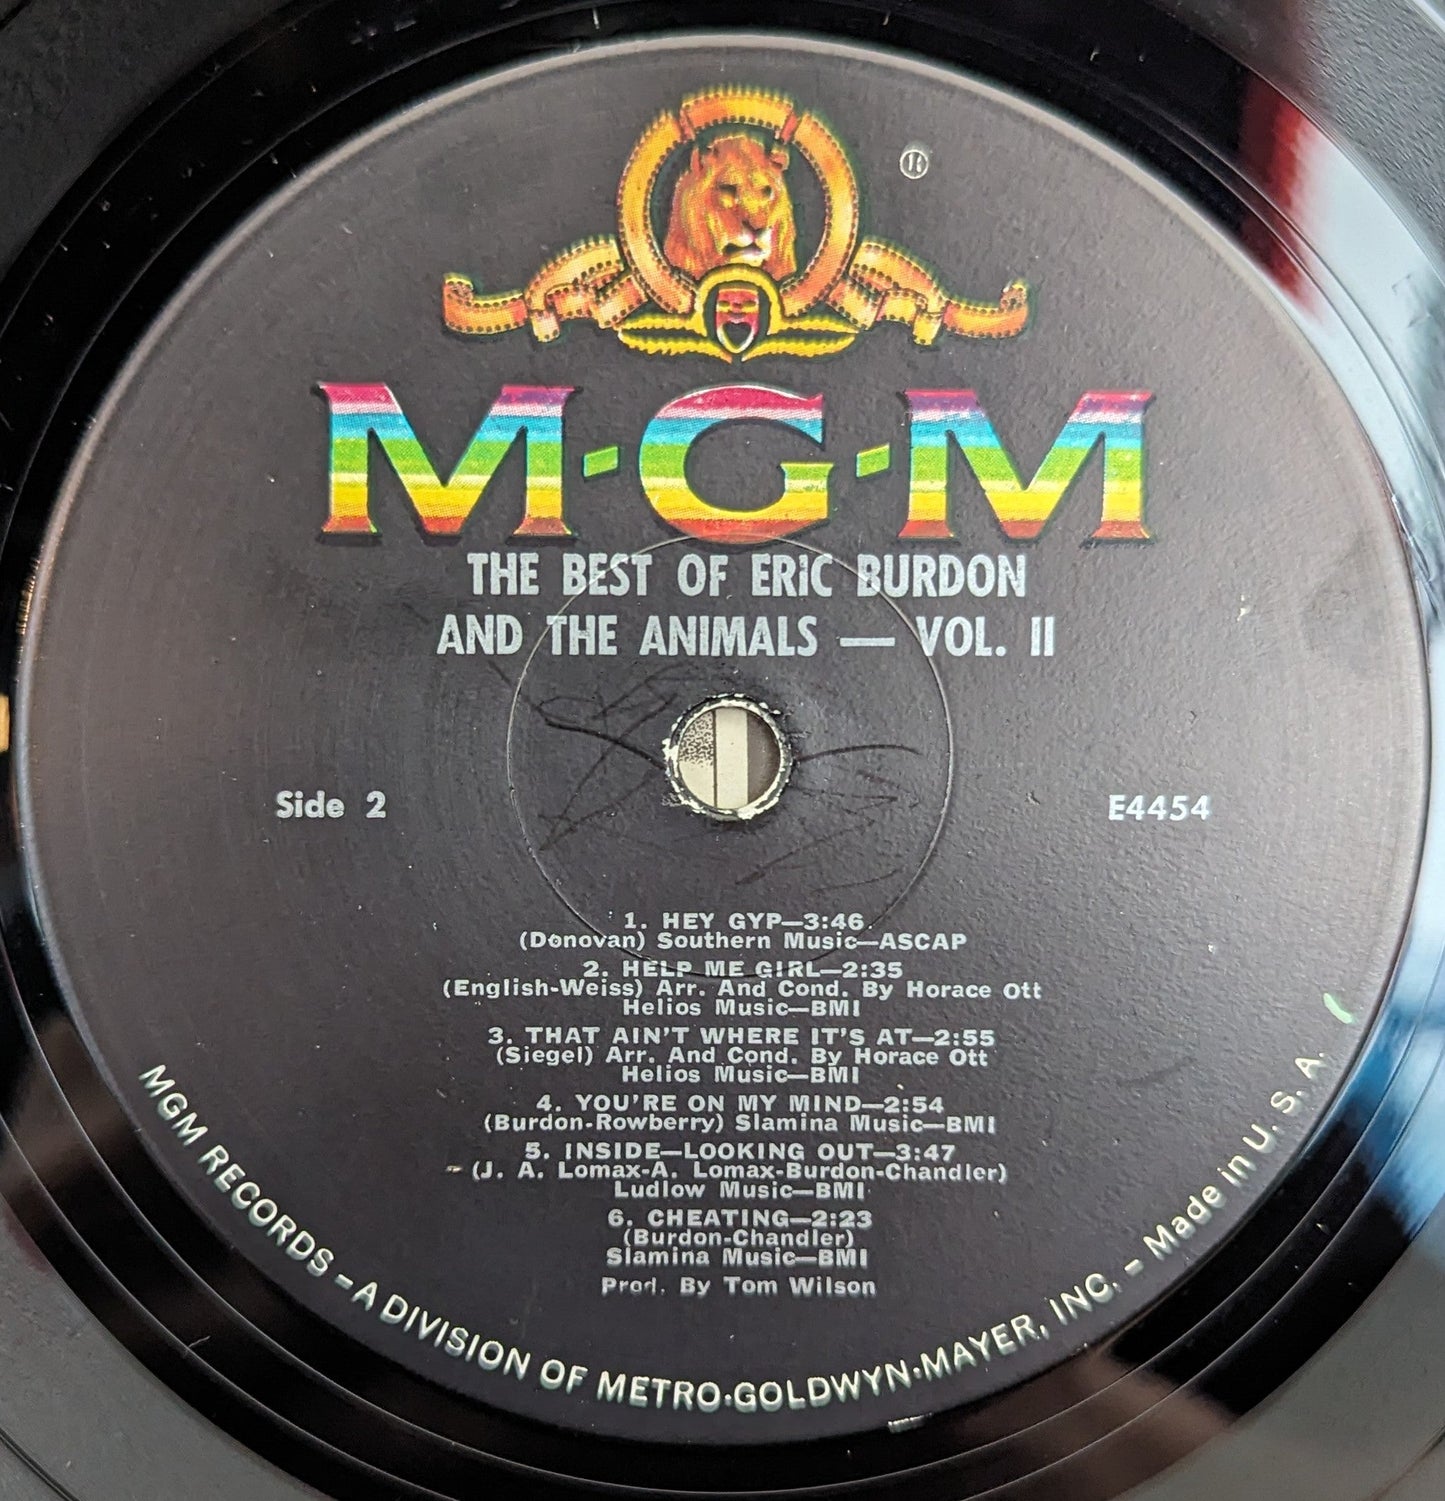 ®
M·G·M
THE BEST OF ERIC BURDON
AND THE ANIMALS — VOL. II
Side 2
E4454
1. HEY GYP—3:46
(Donovan) Southern Music—ASCAP
2. HELP ME GIRL—2:35
(English-Weiss) Arr. And Cond. By Horace Ott
Helios Music—BMI
3. THAT AIN'T WHERE IT'S AT—2:55
(Siegel) Arr. And Cond. By Horace Ott
Helios Music—BMI
4. YOU'RE ON MY MIND—2:54
(Burdon-Rowberry) Slamina Music—BMI
5. INSIDE—LOOKING OUT—3:47
(J. A. Lomax-A. Lomax-Burdon-Chandler)
Ludlow Music—BMI
6. CHEATING—2:23
(Burdon-Chandler)
Slamina Music—BMI
Prod. By Tom Wilson
MGM RECORDS – A DIVISION OF METRO·GOLDWYN·MAYER, INC. – Made in U. S. A.